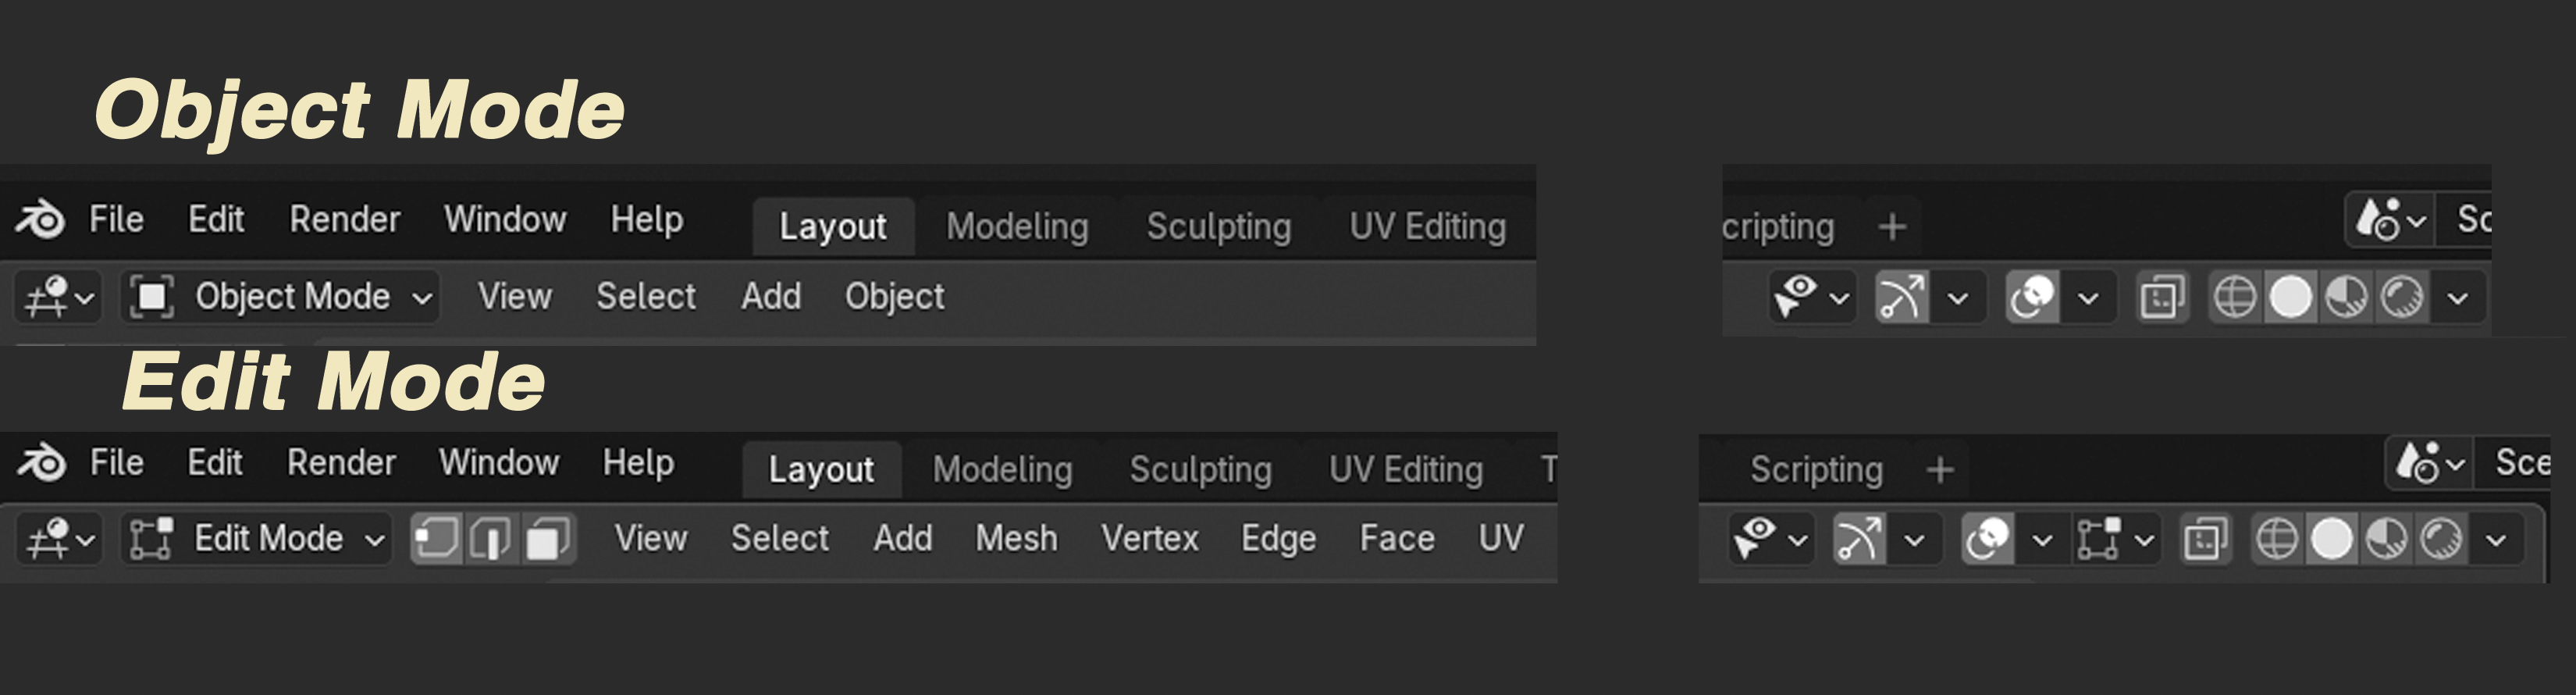 Object Mode
File Edit Render Window Help Layout Modeling Sculpting UV Editing cripting + Sc
Object Mode View Select Add Object
Edit Mode
File Edit Render Window Help Layout Modeling Sculpting UV Editing T Scripting + Sce
Edit Mode View Select Add Mesh Vertex Edge Face UV